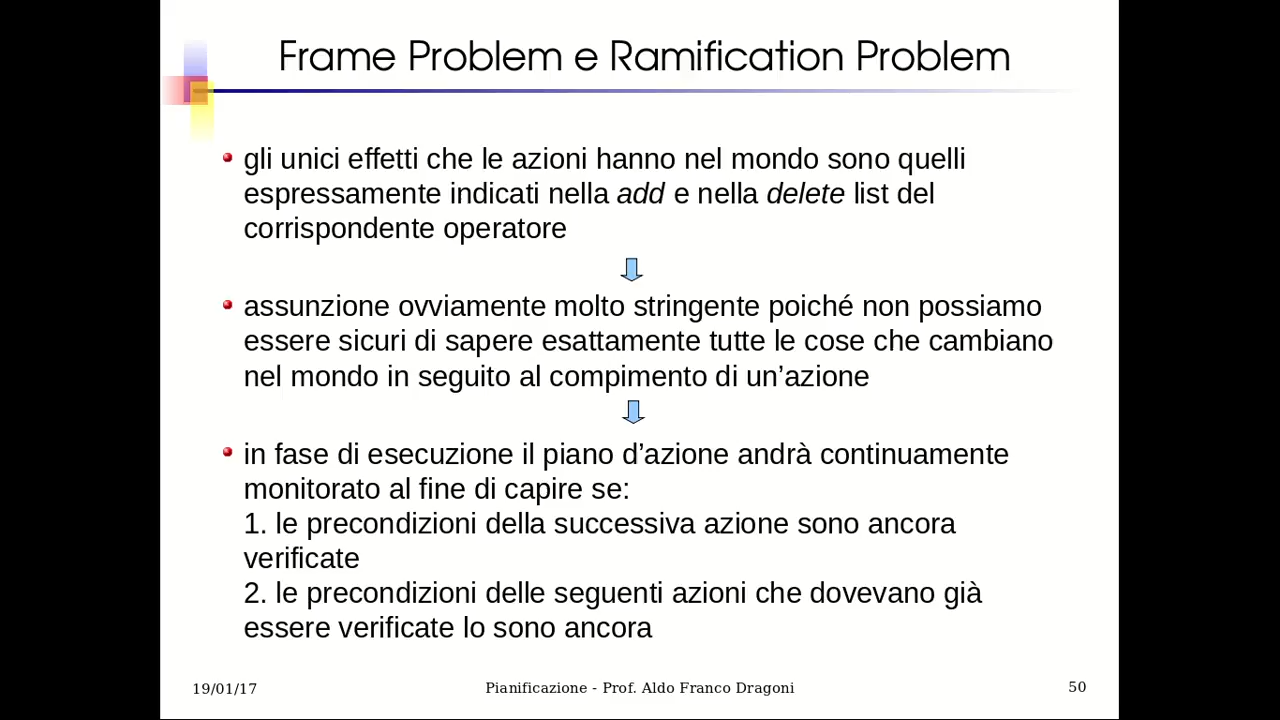 Frame Problem e Ramification Problem
gli unici effetti che le azioni hanno nel mondo sono quelli
espressamente indicati nella add e nella delete list del
corrispondente operatore
assunzione ovviamente molto stringente poiché non possiamo
essere sicuri di sapere esattamente tutte le cose che cambiano
nel mondo in seguito al compimento di un’azione
in fase di esecuzione il piano d’azione andrà continuamente
monitorato al fine di capire se:
1. le precondizioni della successiva azione sono ancora
verificate
2. le precondizioni delle seguenti azioni che dovevano già
essere verificate lo sono ancora
19/01/17
Pianificazione - Prof. Aldo Franco Dragoni
50